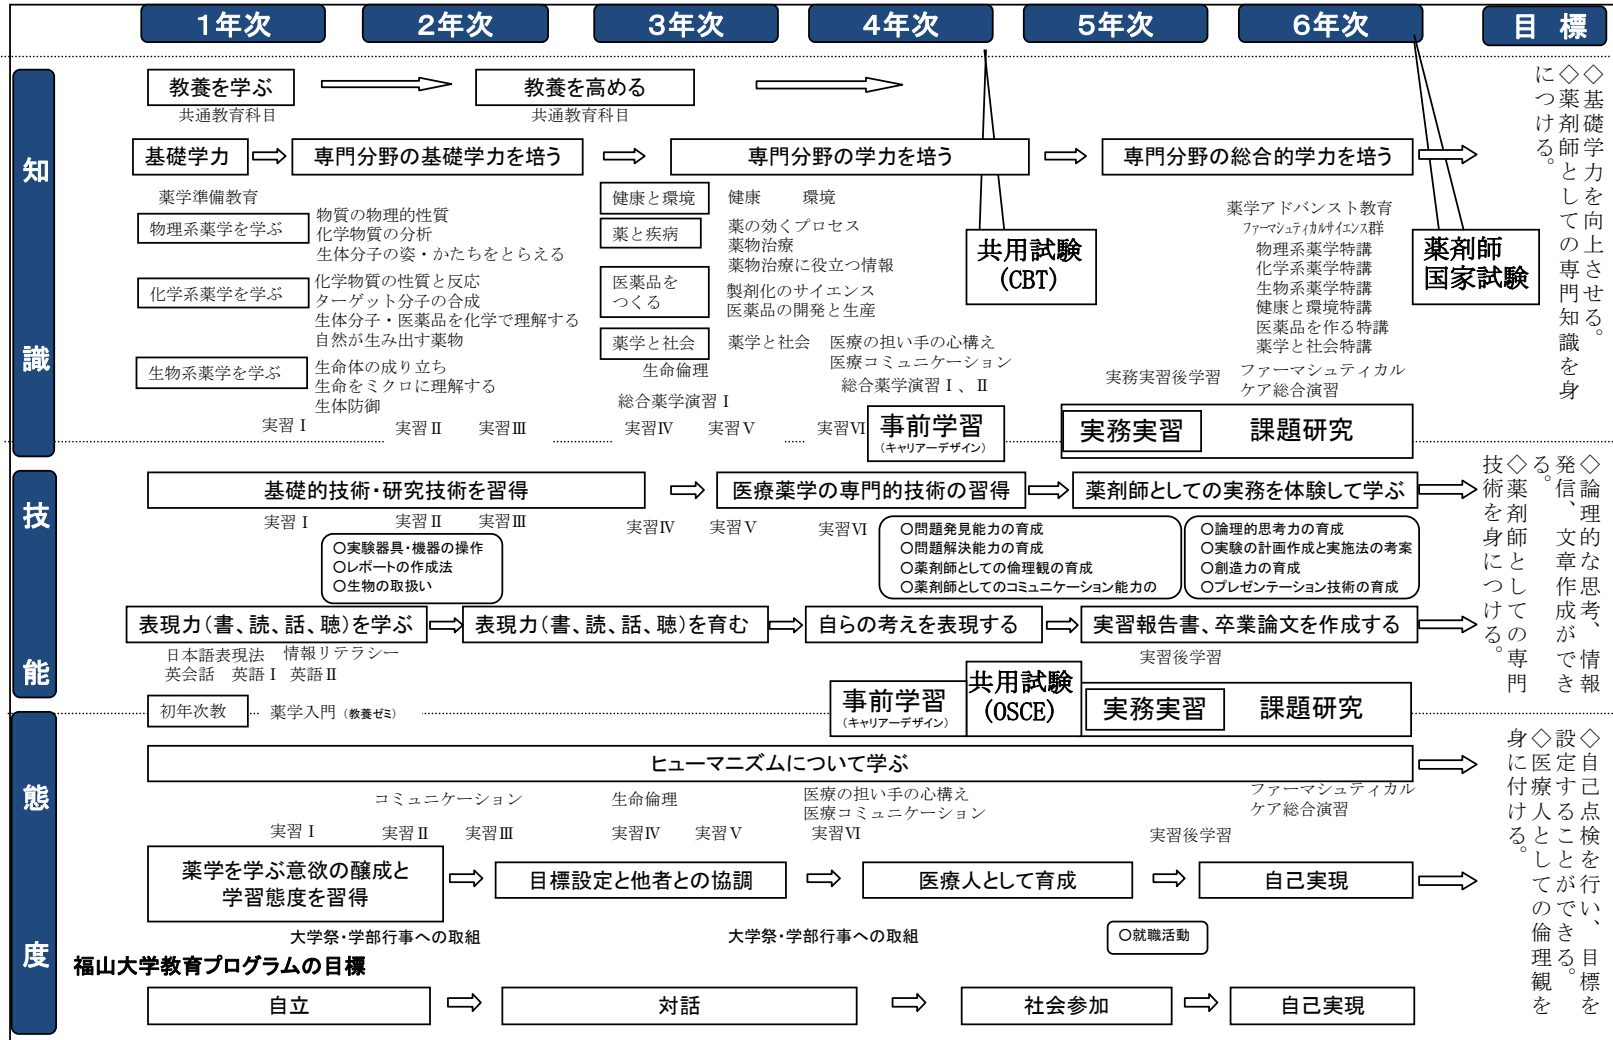 1年次
2年次
3年次
4年次
5年次
6年次
目 標
知
識
教養を学ぶ
教養を高める
共通教育科目
共通教育科目
基礎学力
専門分野の基礎学力を培う
専門分野の学力を培う
専門分野の総合的学力を培う
薬学準備教育
物理系薬学を学ぶ
物質の物理的性質
化学物質の分析
生体分子の姿・かたちをとらえる
化学系薬学を学ぶ
化学物質の性質と反応
ターゲット分子の合成
生体分子・医薬品を化学で理解する
自然が生み出す薬物
生物系薬学を学ぶ
生命体の成り立ち
生命をミクロに理解する
生体防御
健康と環境
健康
環境
薬と疾病
薬の効くプロセス
薬物治療
薬物治療に役立つ情報
医薬品を
つくる
製剤化のサイエンス
医薬品の開発と生産
薬学と社会
薬学と社会
医療の担い手の心構え
医療コミュニケーション
生命倫理
総合薬学演習Ⅰ、Ⅱ
総合薬学演習Ⅰ
共用試験
(CBT)
薬学アドバンスト教育
ファーマシュティカルサイエンス群
物理系薬学特講
化学系薬学特講
生物系薬学特講
健康と環境特講
医薬品を作る特講
薬学と社会特講
実務実習後学習
ファーマシュティカル
ケア総合演習
薬剤師
国家試験
実習Ⅰ
実習Ⅱ
実習Ⅲ
実習Ⅳ
実習Ⅴ
実習Ⅵ
事前学習
(キャリアーデザイン)
実務実習
課題研究
◇基礎学力を向上させる。
◇薬剤師としての専門知識を身
につける。
技
能
基礎的技術・研究技術を習得
医療薬学の専門的技術の習得
薬剤師としての実務を体験して学ぶ
実習Ⅰ
実習Ⅱ
実習Ⅲ
実習Ⅳ
実習Ⅴ
実習Ⅵ
○実験器具・機器の操作
○レポートの作成法
○生物の取扱い
○問題発見能力の育成
○問題解決能力の育成
○薬剤師としての倫理観の育成
○薬剤師としてのコミュニケーション能力の
○論理的思考力の育成
○実験の計画作成と実施法の考案
○創造力の育成
○プレゼンテーション技術の育成
表現力(書、読、話、聴)を学ぶ
表現力(書、読、話、聴)を育む
自らの考えを表現する
実習報告書、卒業論文を作成する
日本語表現法
情報リテラシー
英会話
英語Ⅰ
英語Ⅱ
実習後学習
初年次教
薬学入門(教養ゼミ)
事前学習
(キャリアーデザイン)
共用試験
(OSCE)
実務実習
課題研究
◇論理的な思考、情報
発信、文章作成ができ
る。
◇薬剤師としての専門
技術を身につける。
態
度
ヒューマニズムについて学ぶ
コミュニケーション
生命倫理
医療の担い手の心構え
医療コミュニケーション
ファーマシュティカル
ケア総合演習
実習Ⅰ
実習Ⅱ
実習Ⅲ
実習Ⅳ
実習Ⅴ
実習Ⅵ
実習後学習
薬学を学ぶ意欲の醸成と
学習態度を習得
目標設定と他者との協調
医療人として育成
自己実現
大学祭・学部行事への取組
大学祭・学部行事への取組
○就職活動
◇自己点検を行い、目標を
設定することができる。
◇医療人としての倫理観を
身に付ける。
福山大学教育プログラムの目標
自立
対話
社会参加
自己実現